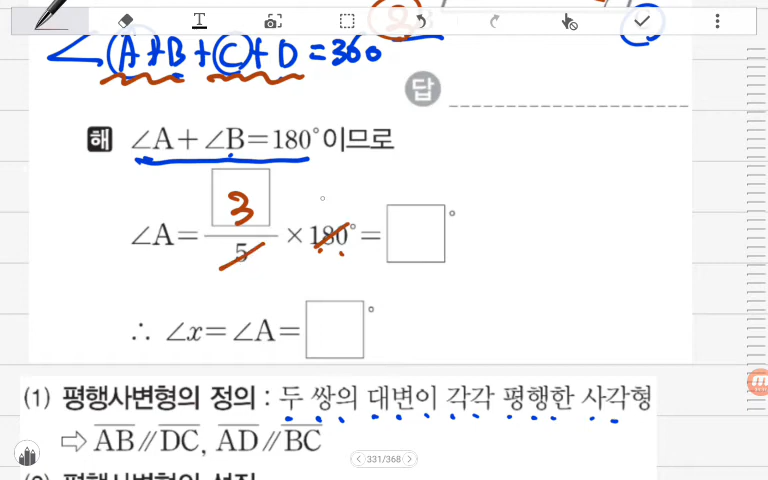 ∠A+B+C+D=360
답
해 ∠A+∠B=180°이므로
∠A= 3/5 ×180°= °
∴ ∠x=∠A= °
(1) 평행사변형의 정의 : 두 쌍의 대변이 각각 평행한 사각형
⇨ AB∥DC, AD∥BC
331/368